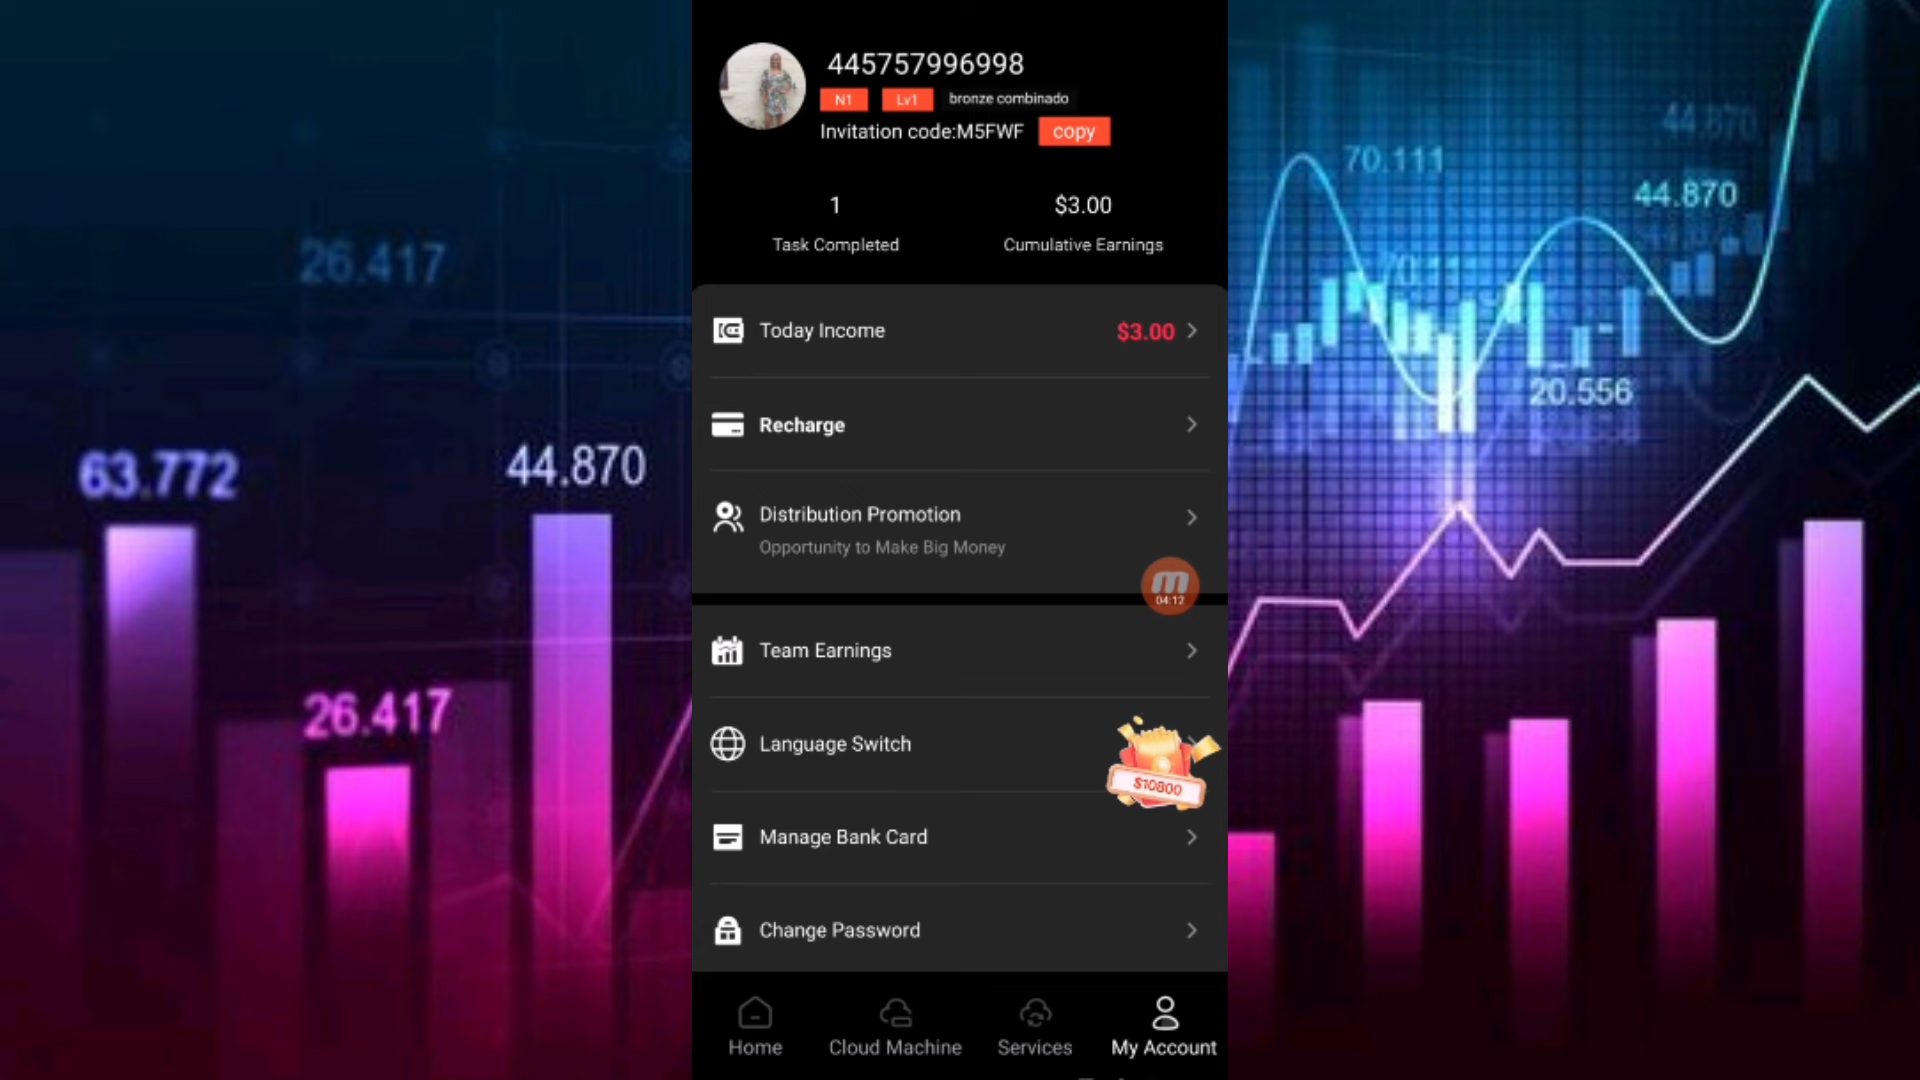 445757996998
N1 Lv1 bronze combinado
Invitation code:M5FWF copy
1 $3.00
Task Completed Cumulative Earnings
Today Income $3.00
Recharge
Distribution Promotion
Opportunity to Make Big Money
04:12
Team Earnings
Language Switch
$10800
Manage Bank Card
Change Password
Home Cloud Machine Services My Account
26.417
63.772
44.870
26.417
44.870
70.111
44.870
70.111
20.556